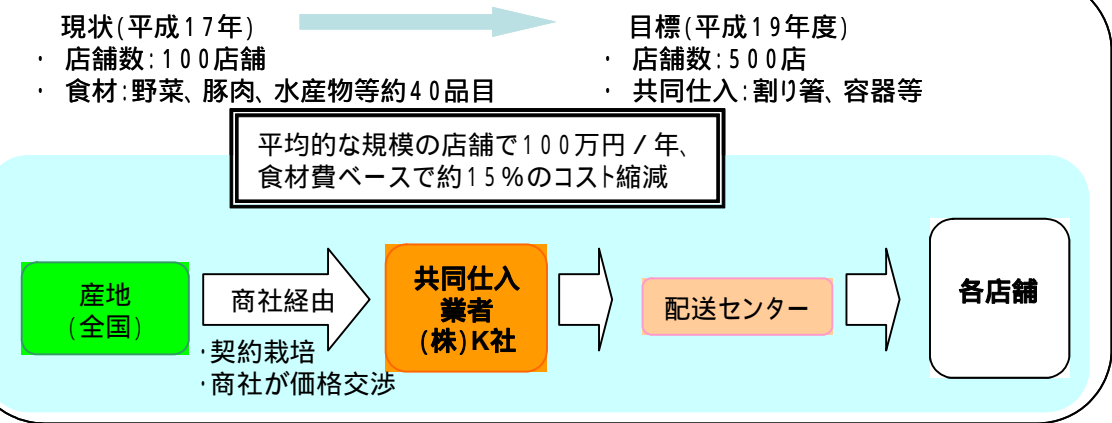 現状(平成17年)
・ 店舗数:100店舗
・ 食材:野菜、豚肉、水産物等約40品目
目標(平成19年度)
・ 店舗数:500店
・ 共同仕入:割り箸、容器等
平均的な規模の店舗で100万円/年、
食材費ベースで約15%のコスト縮減
産地
(全国)
商社経由
・契約栽培
・商社が価格交渉
共同仕入
業者
(株)K社
配送センター
各店舗